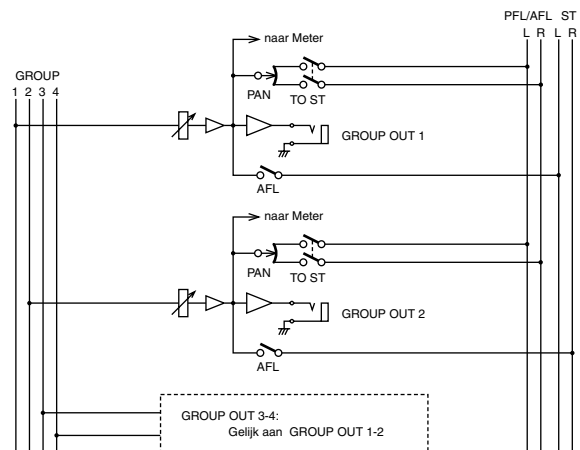 PFL/AFL ST
L R L R
naar Meter
GROUP
1 2 3 4
PAN
TO ST
GROUP OUT 1
AFL
naar Meter
PAN
TO ST
GROUP OUT 2
AFL
GROUP OUT 3-4:
Gelijk aan GROUP OUT 1-2